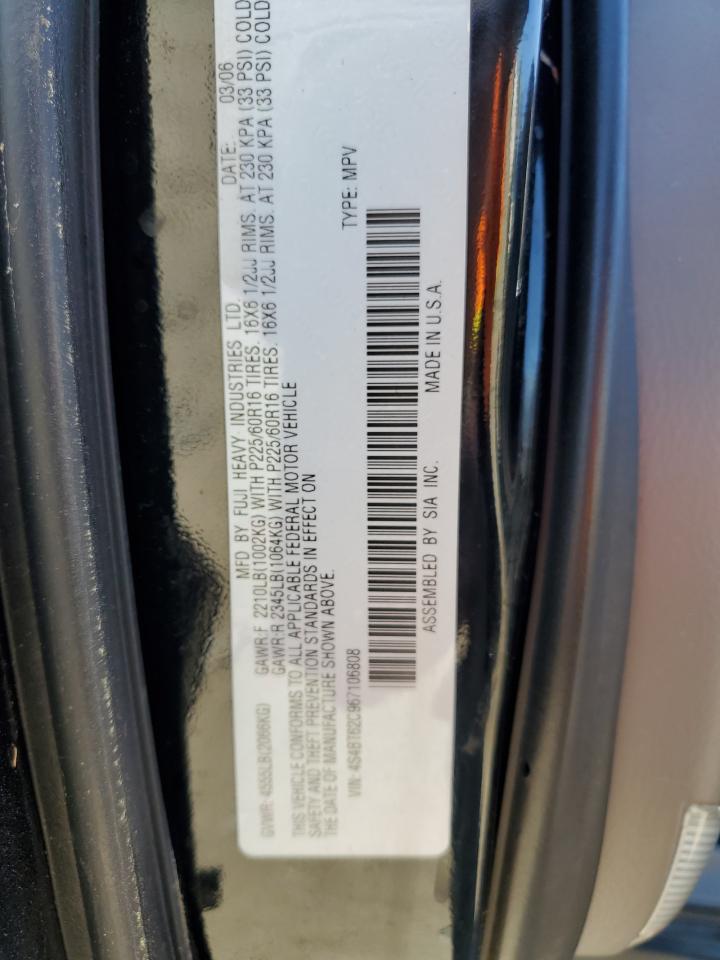 MFD BY FUJI HEAVY INDUSTRIES LTD. DATE: 03/06
GVWR: 4555LB(2066KG) GAWR:F 2210LB(1002KG) WITH P225/60R16 TIRES. 16X6 1/2JJ RIMS. AT 230 KPA (33 PSI) COLD
GAWR:R 2345LB(1064KG) WITH P225/60R16 TIRES. 16X6 1/2JJ RIMS. AT 230 KPA (33 PSI) COLD
THIS VEHICLE CONFORMS TO ALL APPLICABLE FEDERAL MOTOR VEHICLE
SAFETY AND THEFT PREVENTION STANDARDS IN EFFECT ON
THE DATE OF MANUFACTURE SHOWN ABOVE.
VIN: 4S4BT62C967106808 TYPE: MPV
ASSEMBLED BY SIA INC. MADE IN U.S.A.